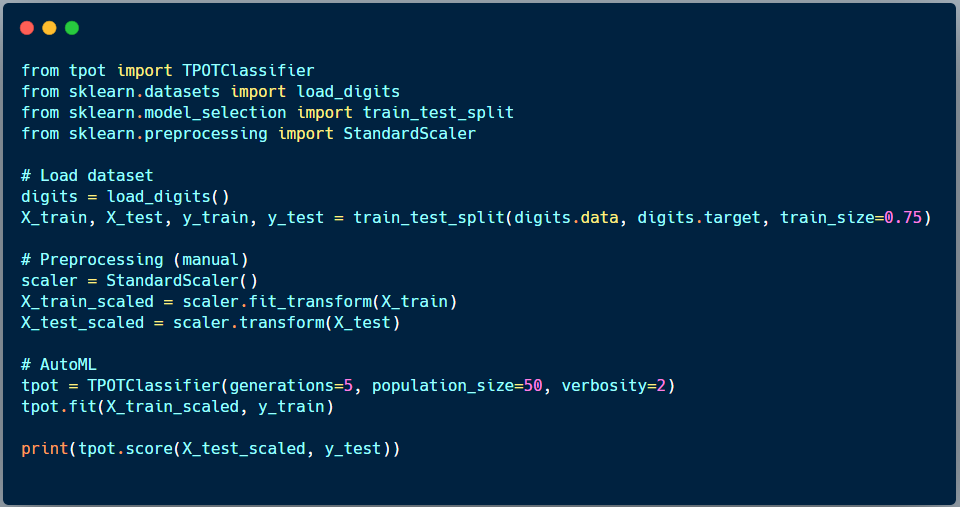 from tpot import TPOTClassifier
from sklearn.datasets import load_digits
from sklearn.model_selection import train_test_split
from sklearn.preprocessing import StandardScaler
# Load dataset
digits = load_digits()
X_train, X_test, y_train, y_test = train_test_split(digits.data, digits.target, train_size=0.75)
# Preprocessing (manual)
scaler = StandardScaler()
X_train_scaled = scaler.fit_transform(X_train)
X_test_scaled = scaler.transform(X_test)
# AutoML
tpot = TPOTClassifier(generations=5, population_size=50, verbosity=2)
tpot.fit(X_train_scaled, y_train)
print(tpot.score(X_test_scaled, y_test))